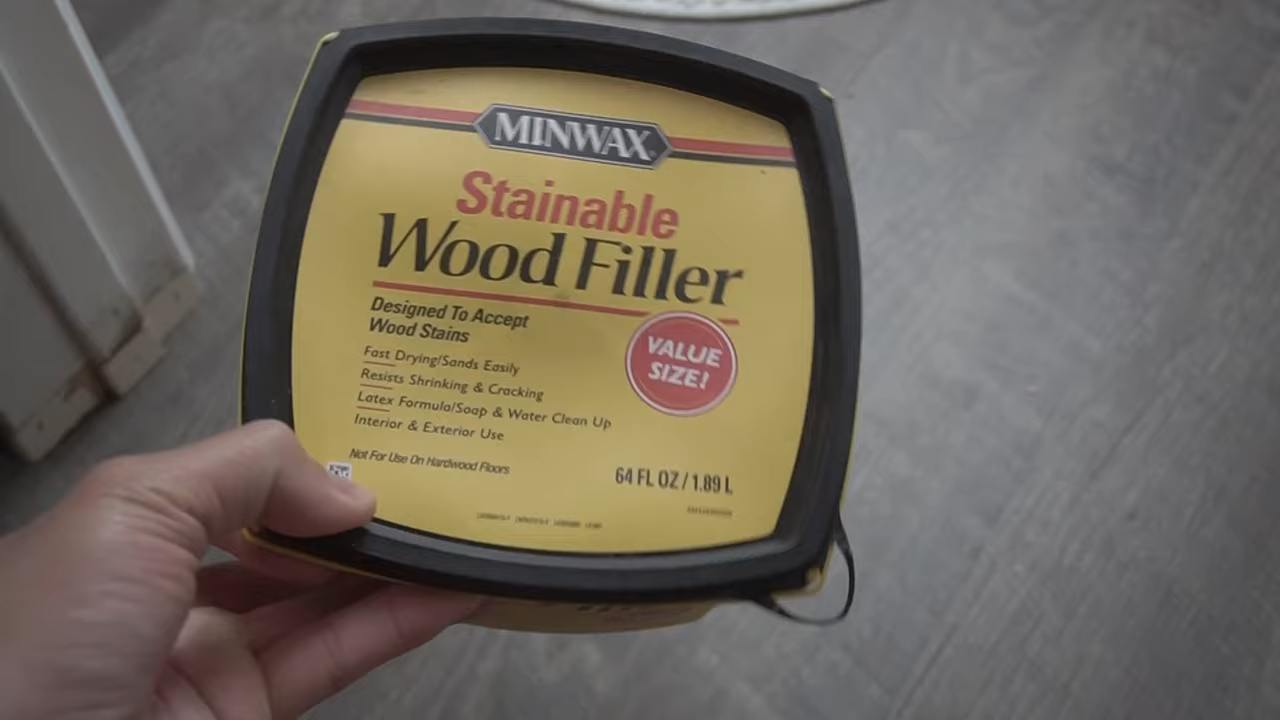 MINWAX
Stainable
Wood Filler
Designed To Accept
Wood Stains
VALUE
SIZE!
Fast Drying/Sands Easily
Resists Shrinking & Cracking
Latex Formula/Soap & Water Clean Up
Interior & Exterior Use
Not For Use On Hardwood Floors
64 FL OZ / 1.89 L